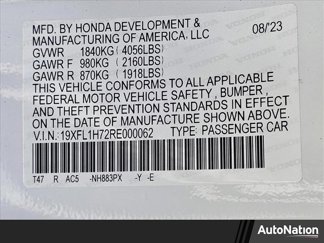 MFD. BY HONDA DEVELOPMENT & 08/23
MANUFACTURING OF AMERICA, LLC
GVWR 1840KG(4056LBS)
GAWR F 980KG (2160LBS)
GAWR R 870KG (1918LBS)
THIS VEHICLE CONFORMS TO ALL APPLICABLE
FEDERAL MOTOR VEHICLE SAFETY, BUMPER,
AND THEFT PREVENTION STANDARDS IN EFFECT
ON THE DATE OF MANUFACTURE SHOWN ABOVE.
V.I.N. 19XFL1H72RE000062 TYPE: PASSENGER CAR
T47 R AC5 -NH883PX -Y -E
AutoNation